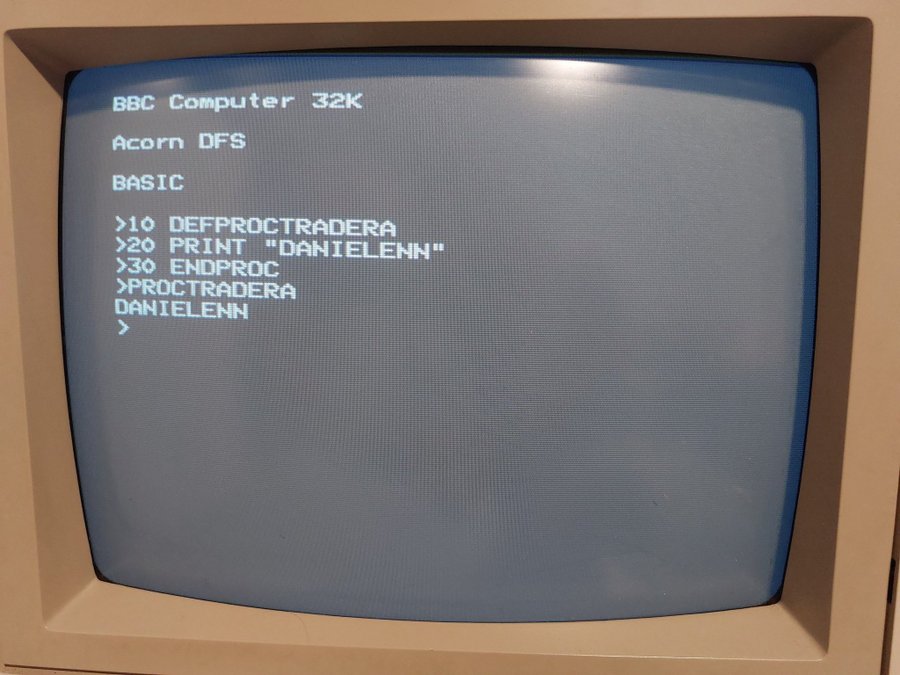 BBC Computer 32K
Acorn DFS
BASIC
>10 DEFPROCTRADERA
>20 PRINT "DANIELENN"
>30 ENDPROC
>PROCTRADERA
DANIELENN
>